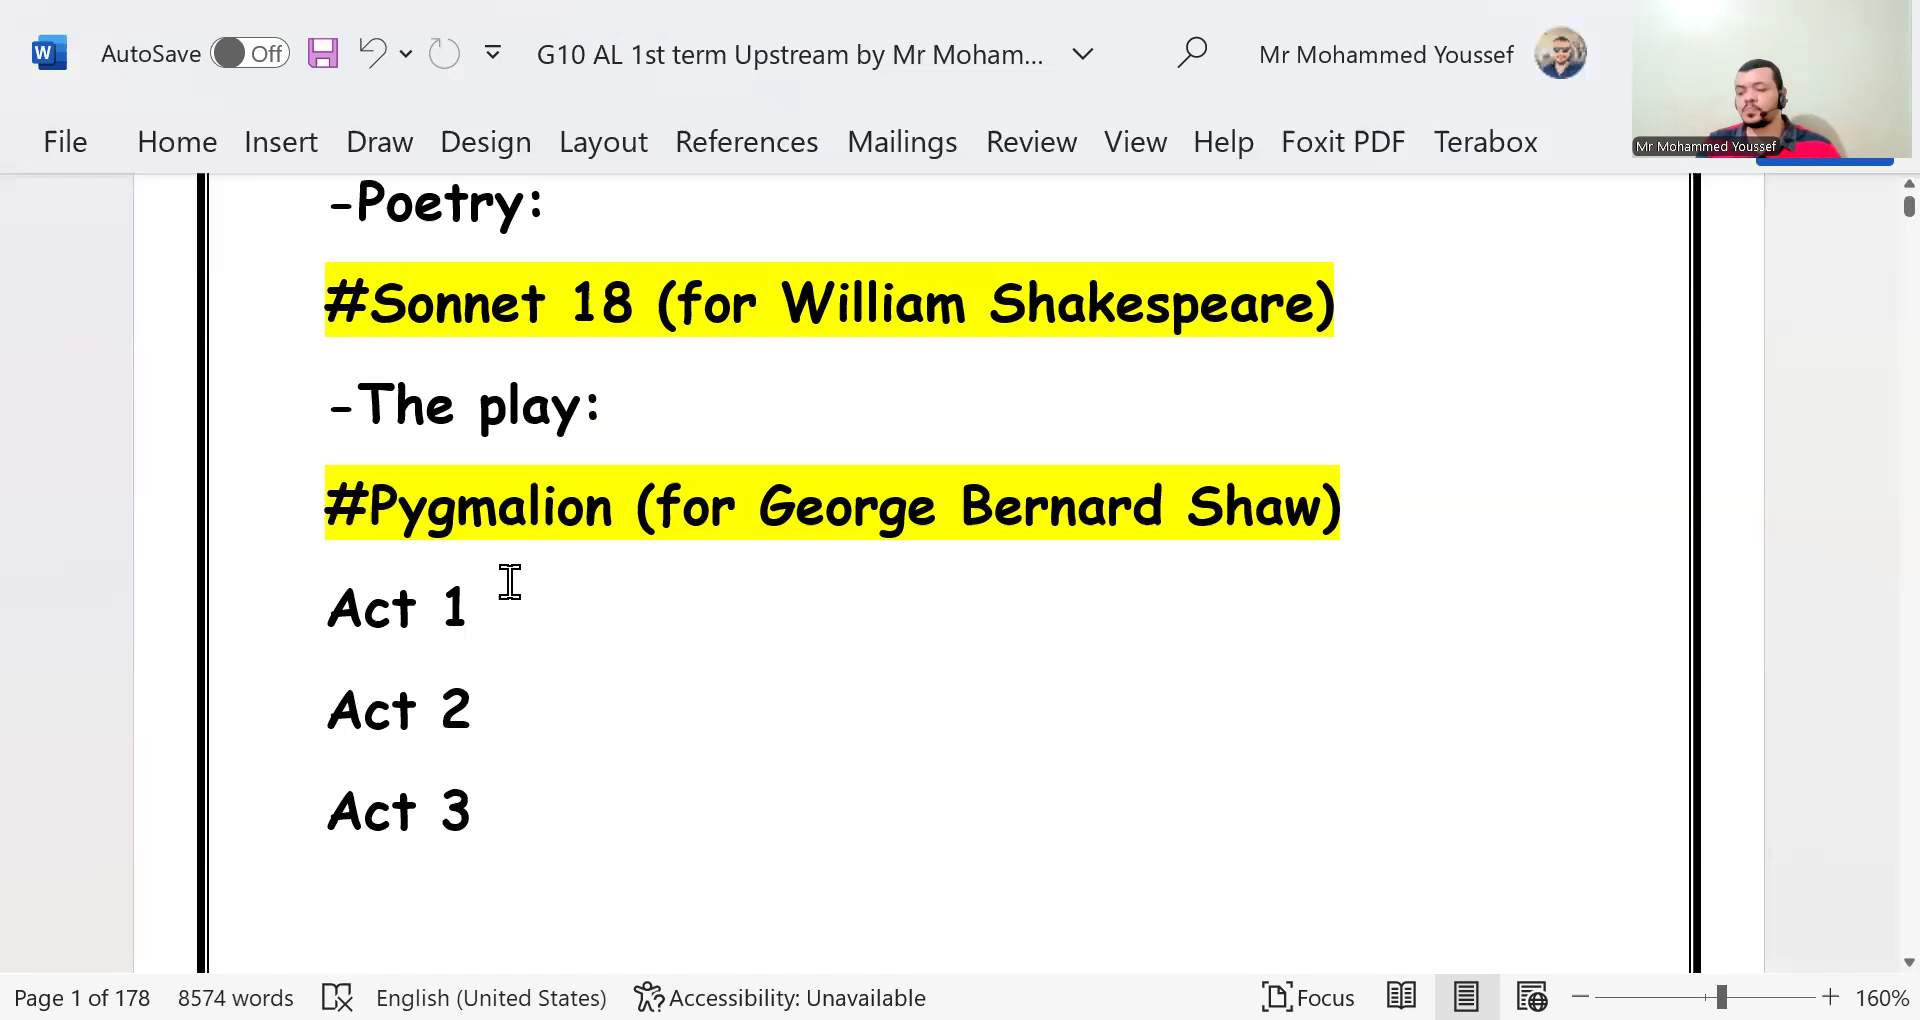 AutoSave Off G10 AL 1st term Upstream by Mr Moham... Mr Mohammed Youssef
Mr Mohammed Youssef
File Home Insert Draw Design Layout References Mailings Review View Help Foxit PDF Terabox
-Poetry:
#Sonnet 18 (for William Shakespeare)
-The play:
#Pygmalion (for George Bernard Shaw)
Act 1
Act 2
Act 3
Page 1 of 178 8574 words English (United States) Accessibility: Unavailable Focus 160%